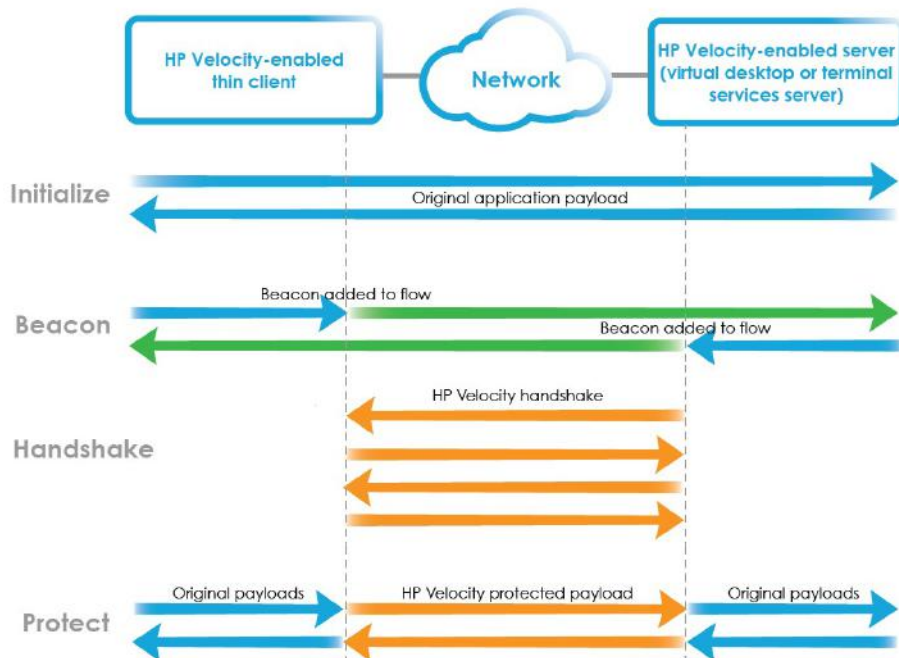 HP Velocity-enabled
thin client
Network
HP Velocity-enabled server
(virtual desktop or terminal
services server)
Initialize
Original application payload
Beacon
Beacon added to flow
Beacon added to flow
Handshake
HP Velocity handshake
Protect
Original payloads
HP Velocity protected payload
Original payloads